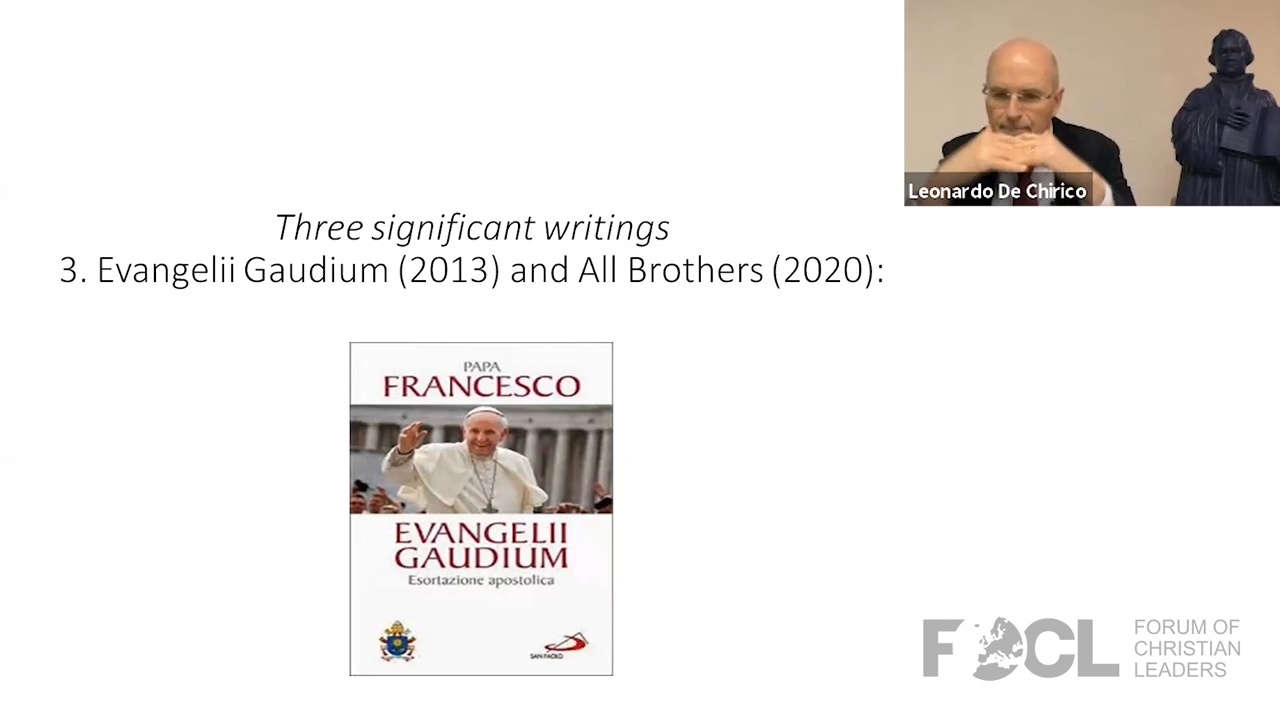 Leonardo De Chirico
Three significant writings
3. Evangelii Gaudium (2013) and All Brothers (2020):
PAPA
FRANCESCO
EVANGELII
GAUDIUM
Esortazione apostolica
SAN PAOLO
FOCL
FORUM OF
CHRISTIAN
LEADERS